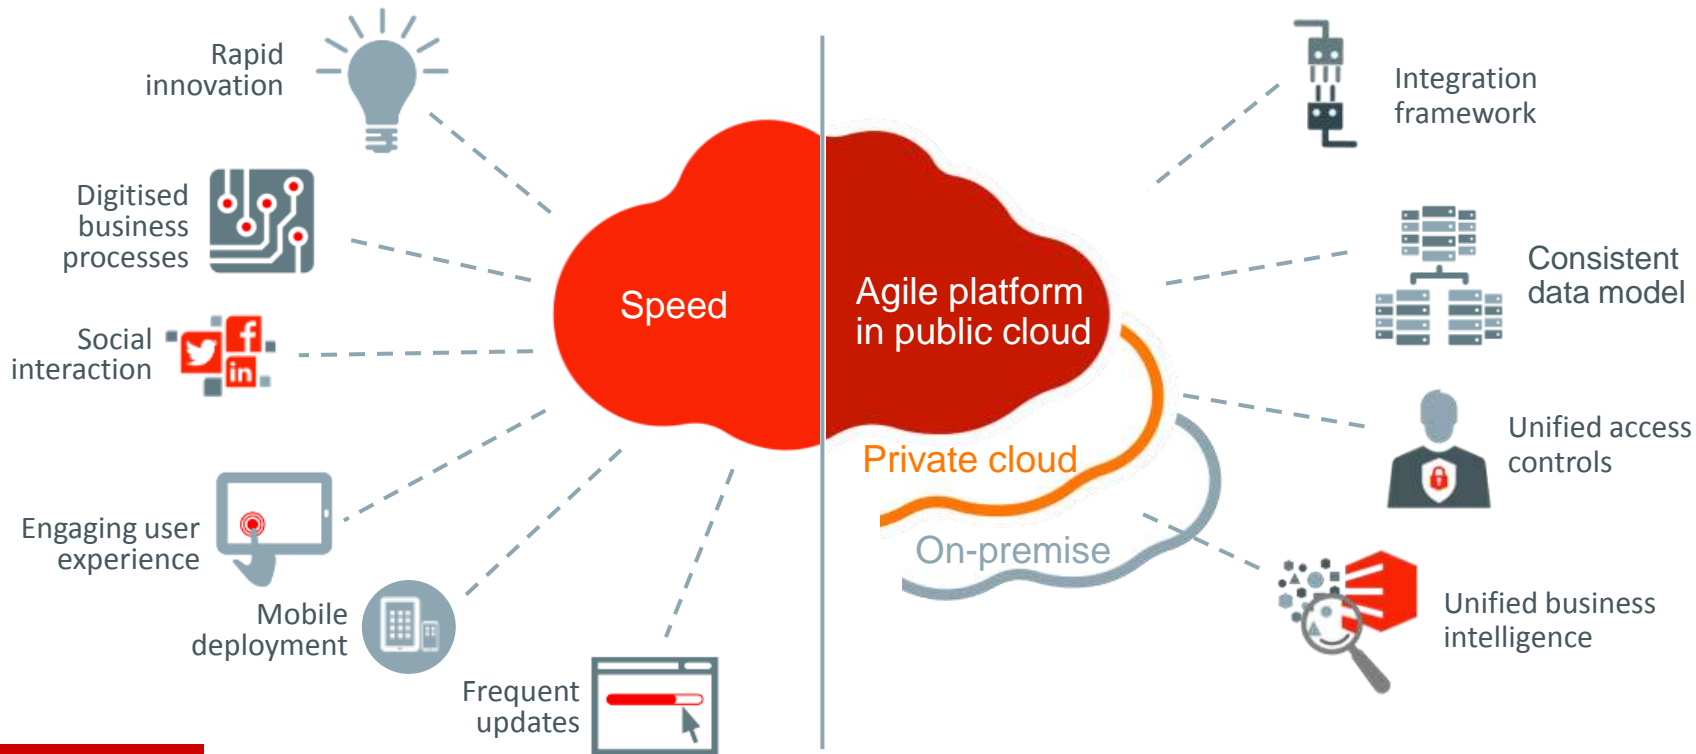 Rapid
innovation
Digitised
business
processes
Social
interaction
in
Engaging user
experience
Mobile
deployment
Frequent
updates
Speed
Agile platform
in public cloud
Private cloud
On-premise
Integration
framework
Consistent
data model
Unified access
controls
Unified business
intelligence